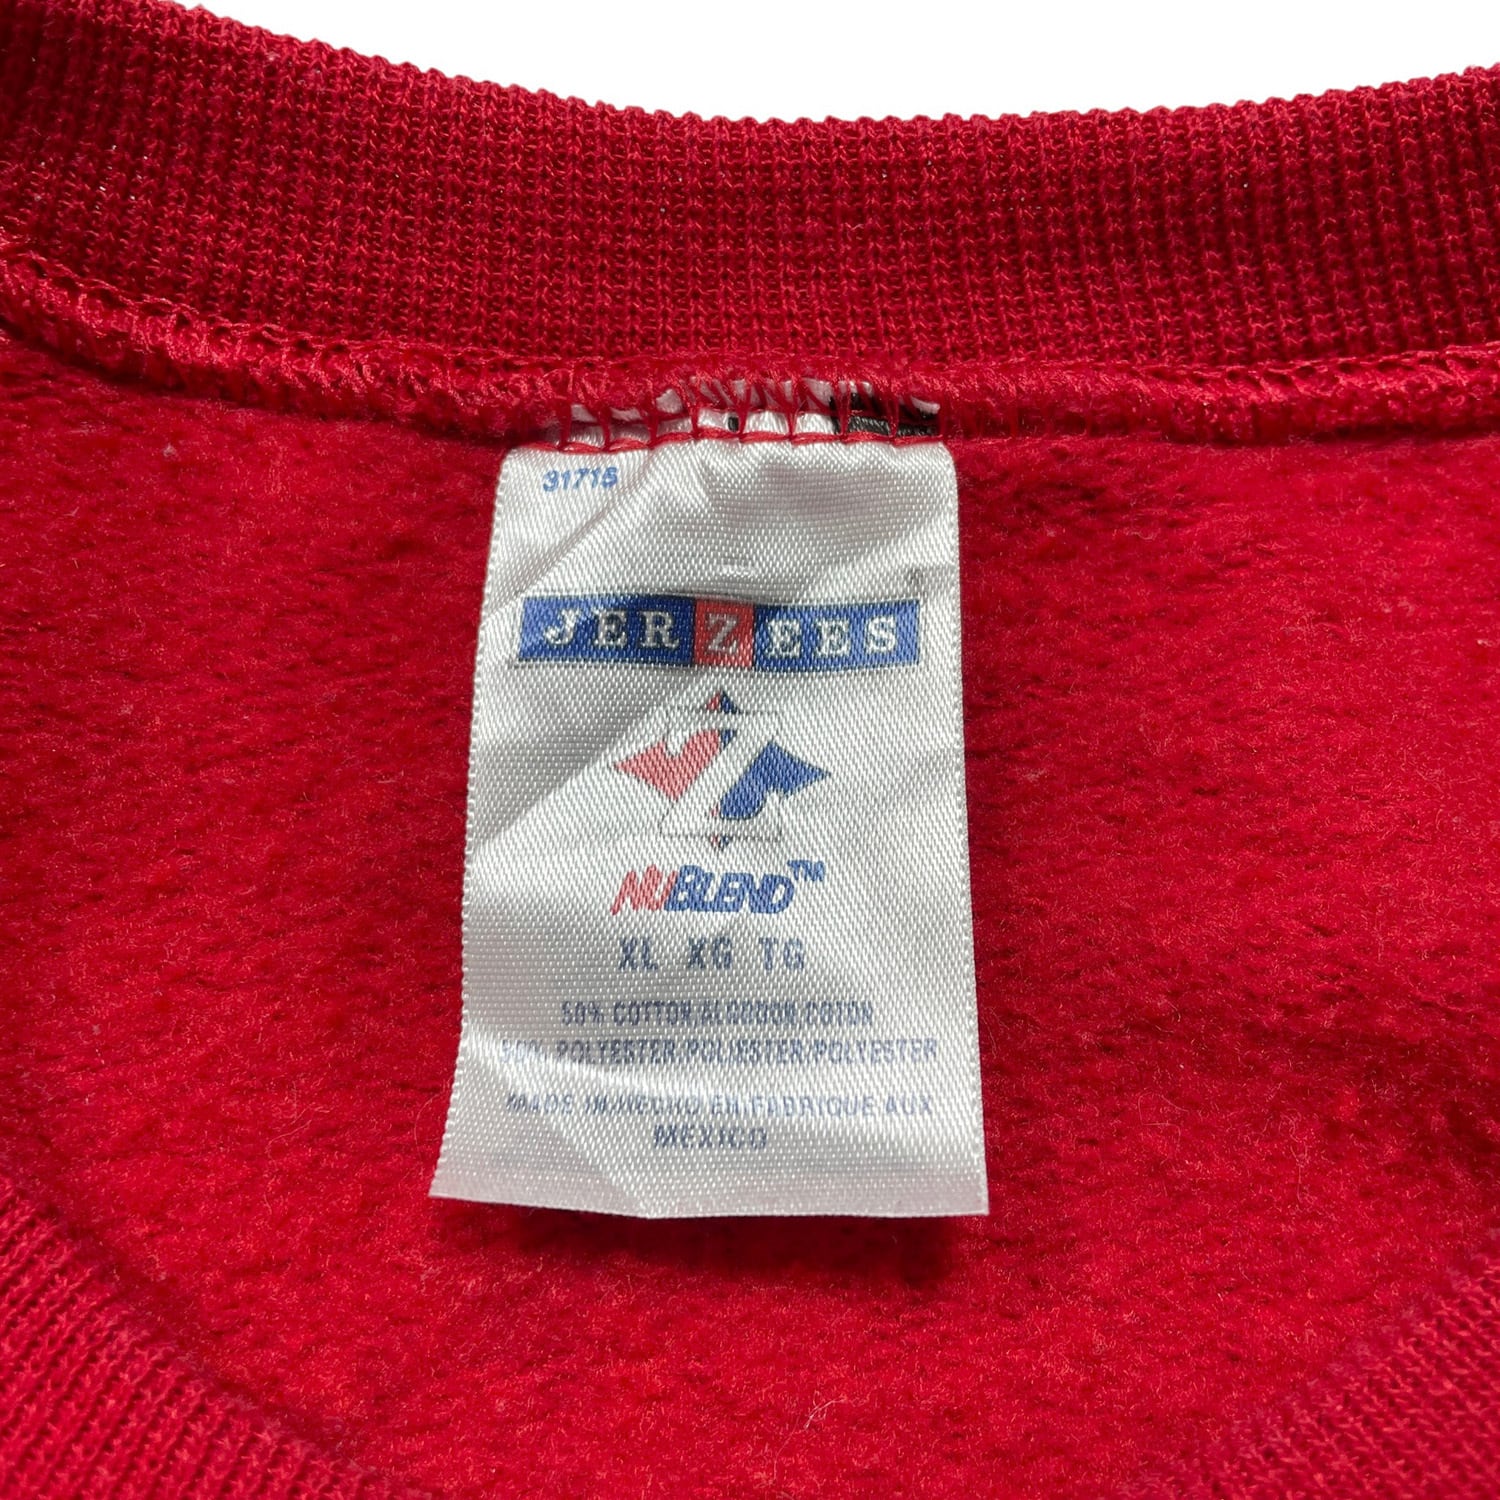 31715
JERZEES
NUBLEND™
XL XG TG
50% COTTON/ALGODON/COTON
50% POLYESTER/POLIESTER/POLYESTER
MADE IN/HECHO EN/FABRIQUE AUX
MEXICO